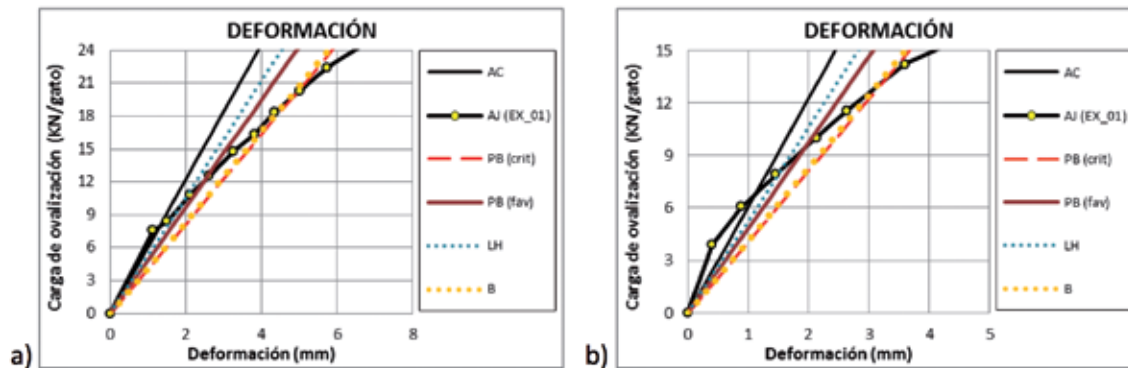 DEFORMACIÓN
Carga de ovalización (KN/gato)
24
21
18
15
12
9
6
3
0
0 2 4 6 8
Deformación (mm)
AC
AJ (EX_01)
PB (crit)
PB (fav)
LH
B
a)
DEFORMACIÓN
Carga de ovalización (KN/gato)
15
12
9
6
3
0
0 1 2 3 4 5
Deformación (mm)
AC
AJ (EX_01)
PB (crit)
PB (fav)
LH
B
b)